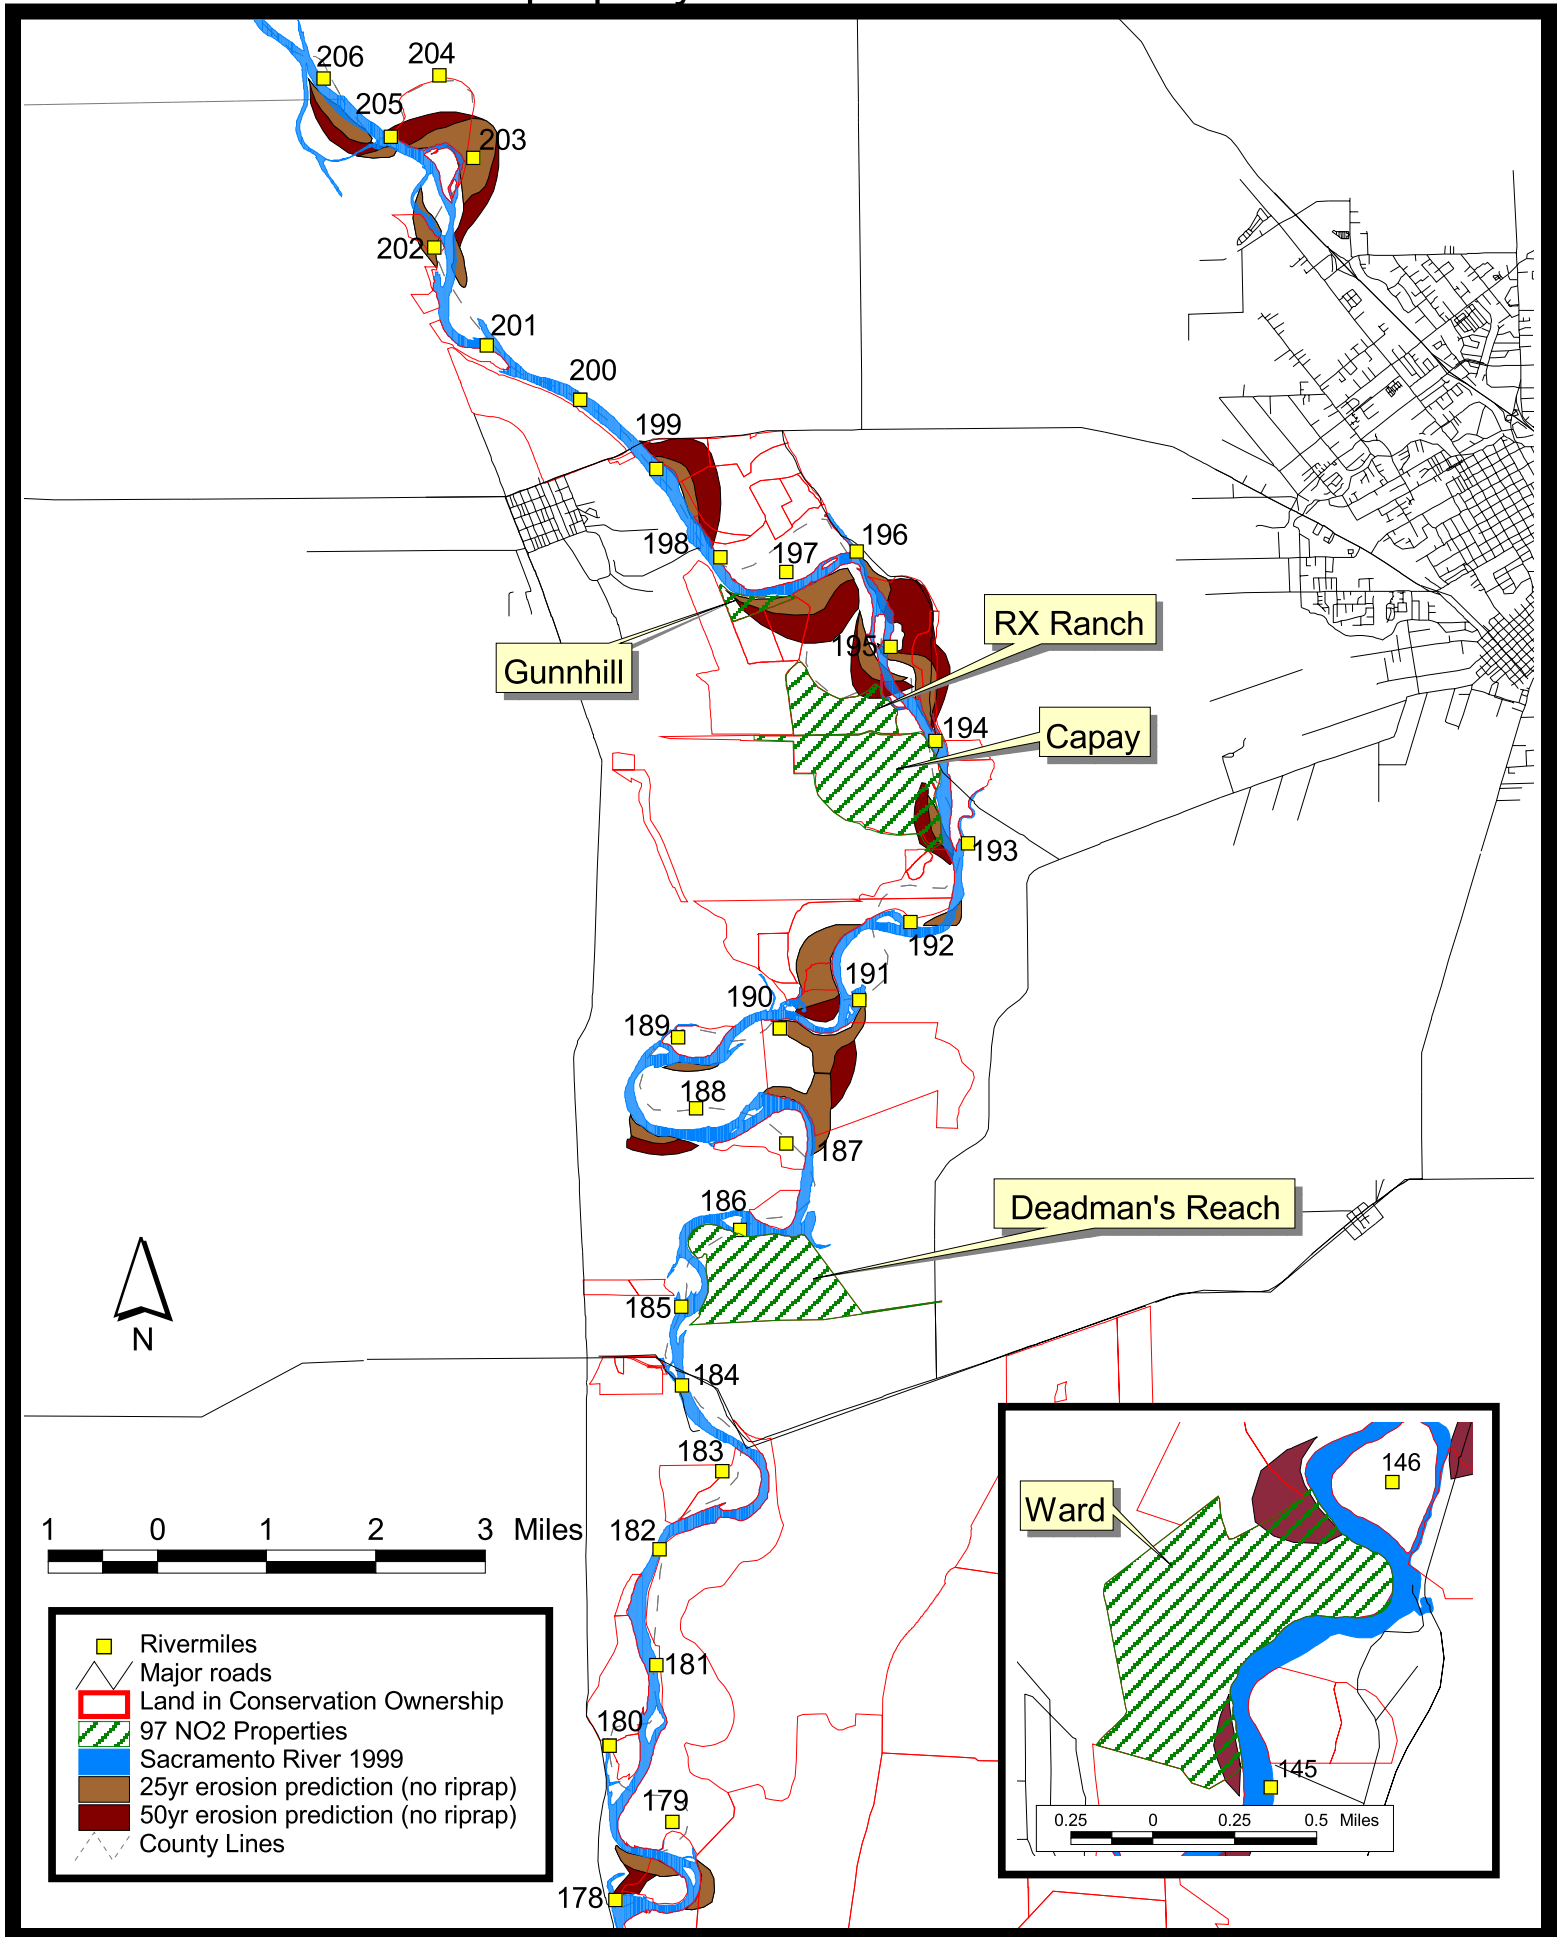 206
204
205
203
202
201
200
199
198
197
196
RX Ranch
195
Gunnhill
194
Capay
193
192
191
190
189
188
187
186
Deadman's Reach
185
N
184
183
182
181
180
179
178
1 0 1 2 3 Miles
Rivermiles
Major roads
Land in Conservation Ownership
97 NO2 Properties
Sacramento River 1999
25yr erosion prediction (no riprap)
50yr erosion prediction (no riprap)
County Lines
146
Ward
145
0.25 0 0.25 0.5 Miles